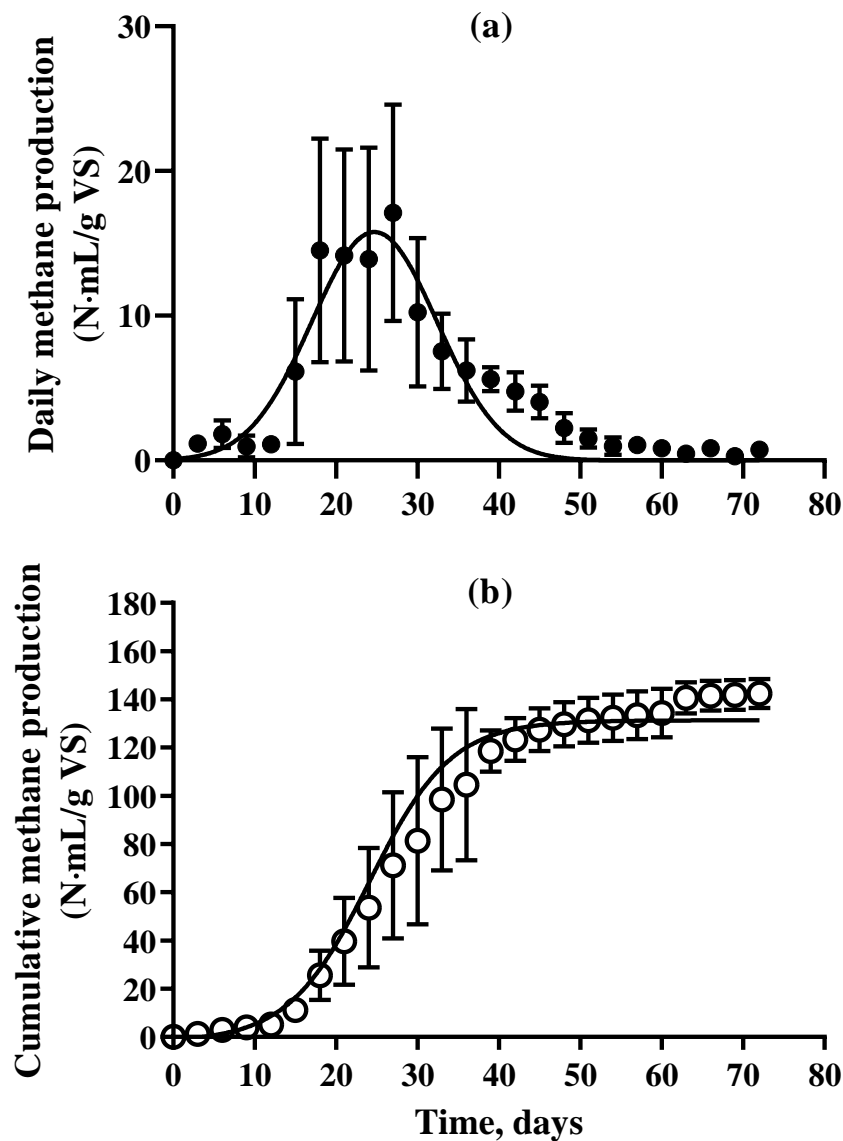 (a)
Daily methane production
(N·mL/g VS)
30
20
10
0
0 10 20 30 40 50 60 70 80
(b)
Cumulative methane production
(N·mL/g VS)
180
160
140
120
100
80
60
40
20
0
0 10 20 30 40 50 60 70 80
Time, days